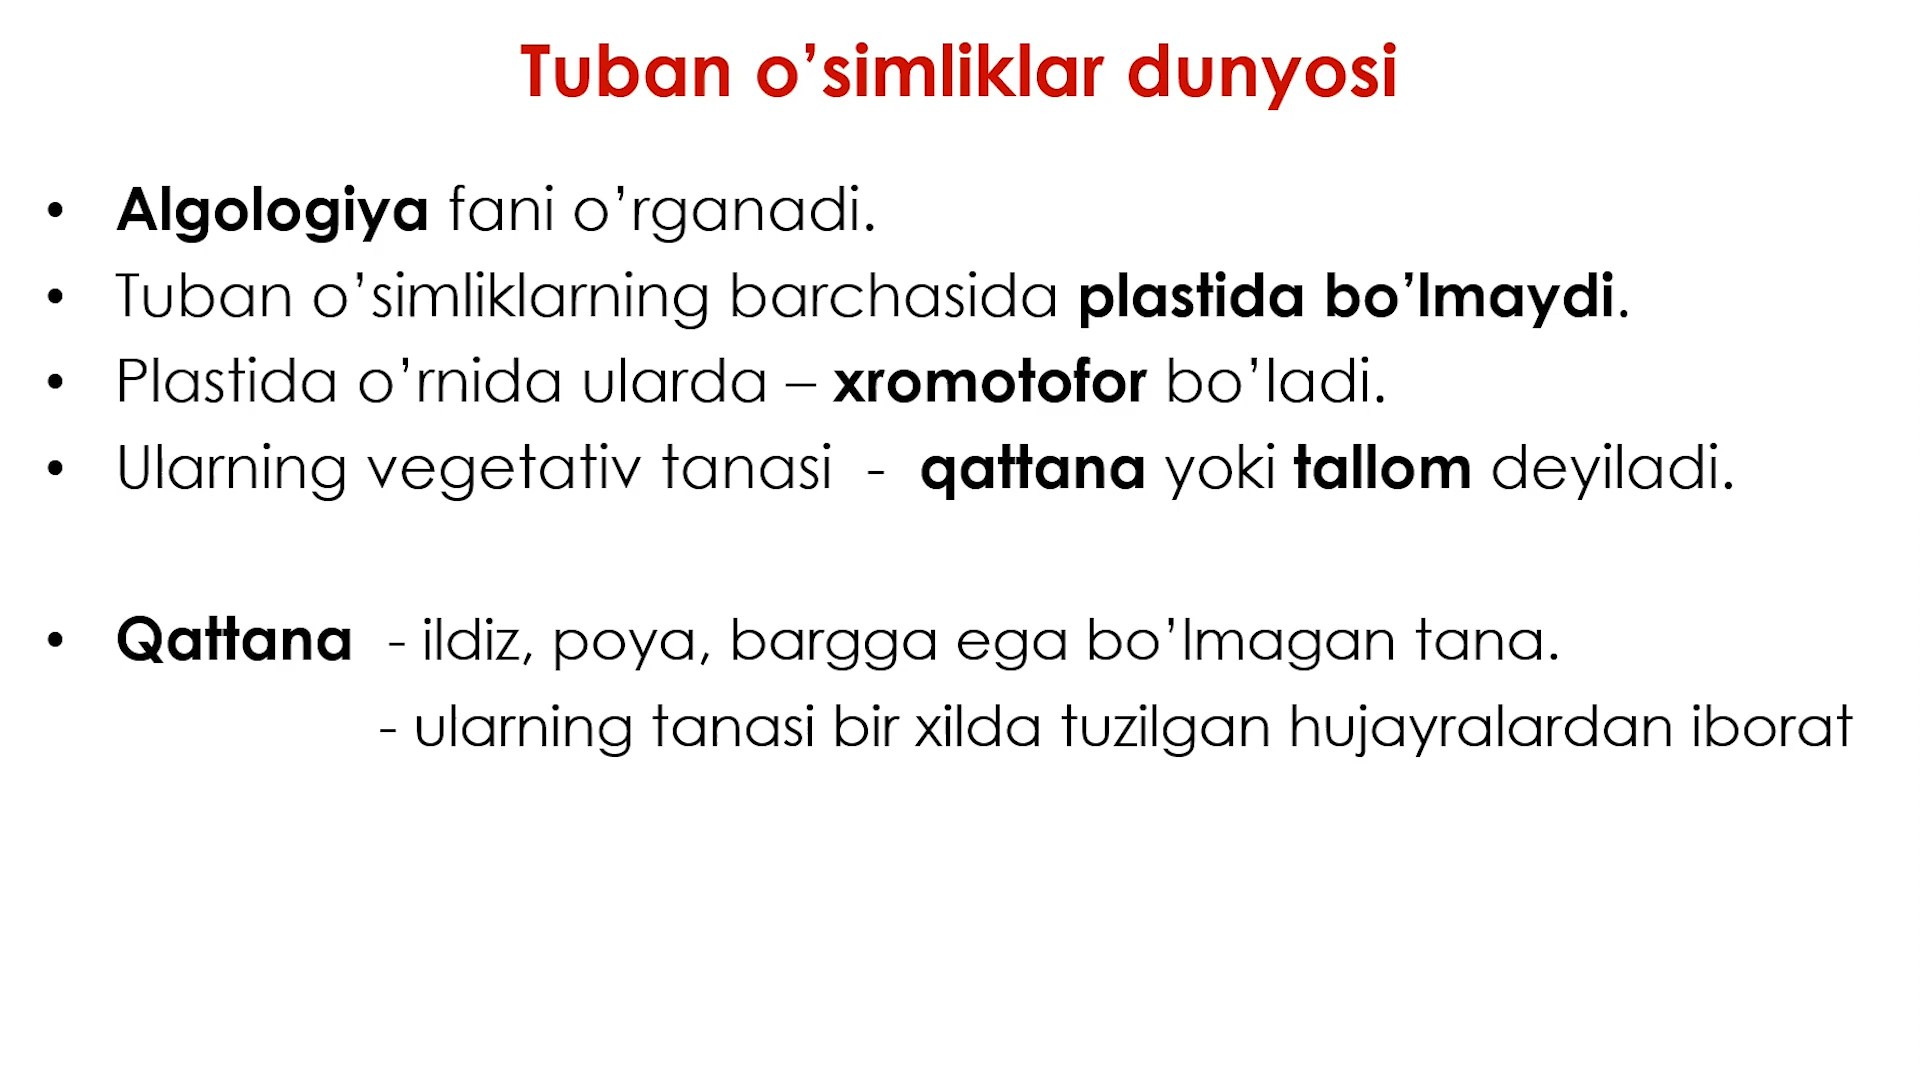 Tuban o’simliklar dunyosi
• Algologiya fani o’rganadi.
• Tuban o’simliklarning barchasida plastida bo’lmaydi.
• Plastida o’rnida ularda – xromotofor bo’ladi.
• Ularning vegetativ tanasi - qattana yoki tallom deyiladi.
• Qattana - ildiz, poya, bargga ega bo’lmagan tana.
- ularning tanasi bir xilda tuzilgan hujayralardan iborat